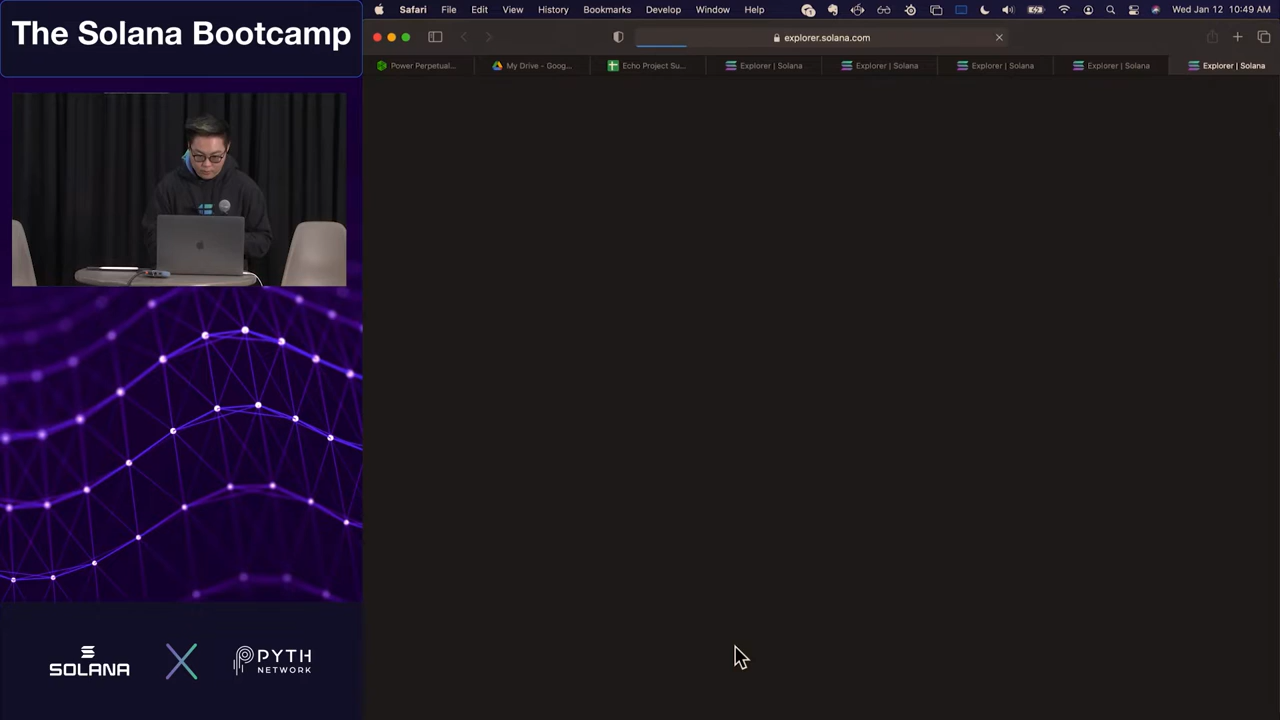 The Solana Bootcamp
Safari File Edit View History Bookmarks Develop Window Help Wed Jan 12 10:49 AM
explorer.solana.com
Power Perpetual... My Drive - Goog... Echo Project Su... Explorer | Solana Explorer | Solana Explorer | Solana Explorer | Solana Explorer | Solana
SOLANA
PYTH
NETWORK